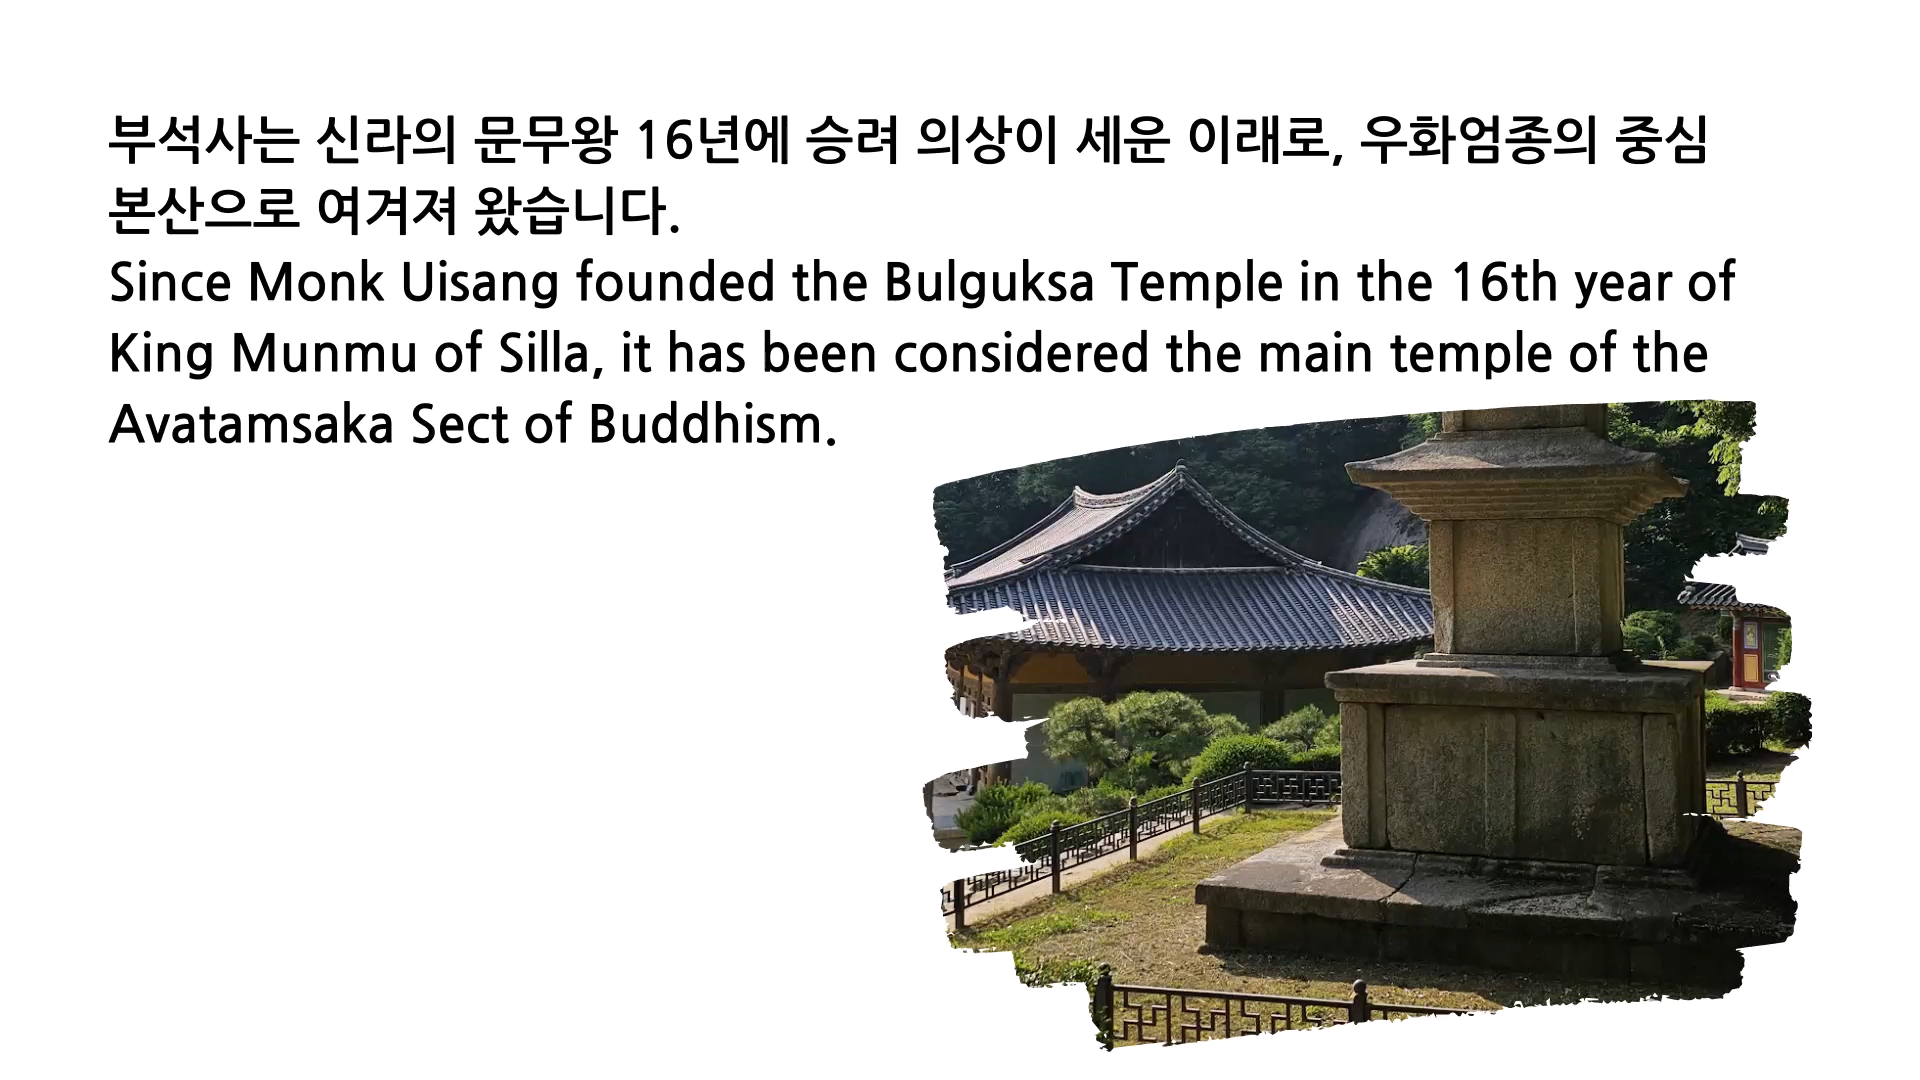 부석사는 신라의 문무왕 16년에 승려 의상이 세운 이래로, 우화엄종의 중심
본산으로 여겨져 왔습니다.
Since Monk Uisang founded the Bulguksa Temple in the 16th year of
King Munmu of Silla, it has been considered the main temple of the
Avatamsaka Sect of Buddhism.